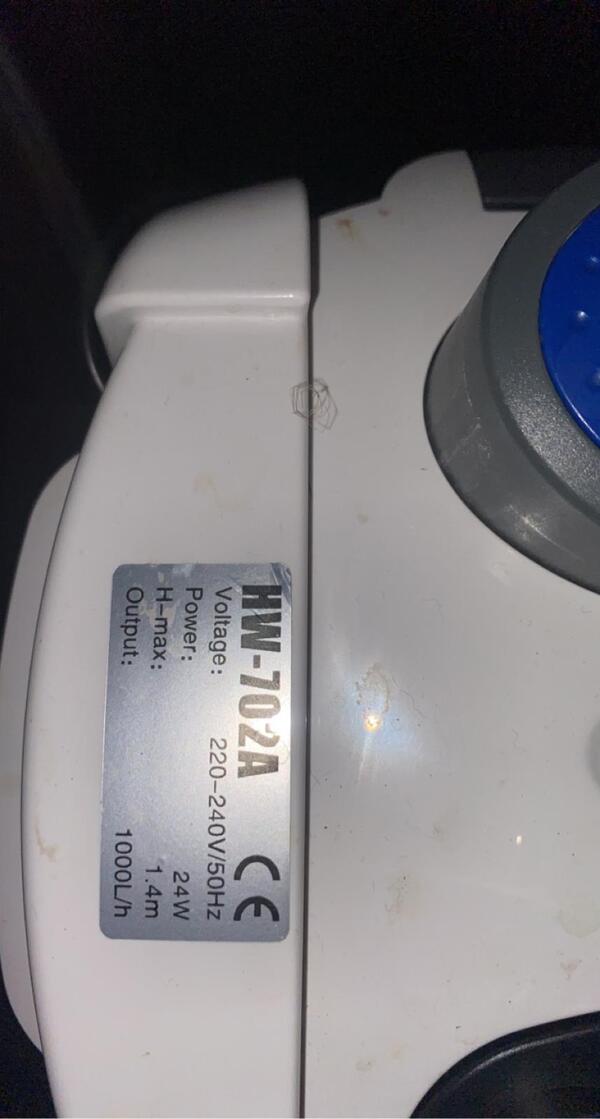 HW-702A CE
Voltage: 220-240V/50Hz
Power: 24W
H-max: 1.4m
Output: 1000L/h